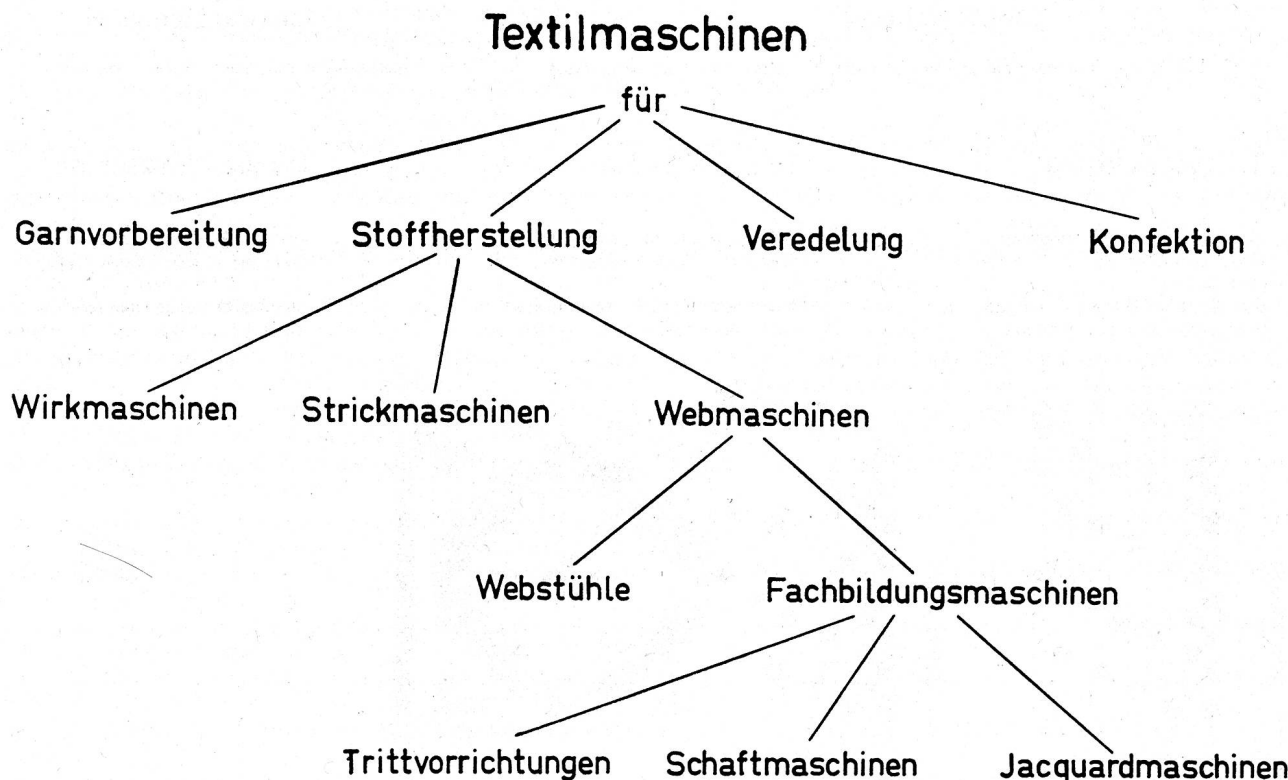 Textilmaschinen
für
Garnvorbereitung Stoffherstellung Veredelung Konfektion
Wirkmaschinen Strickmaschinen Webmaschinen
Webstühle Fachbildungsmaschinen
Trittvorrichtungen Schaftmaschinen Jacquardmaschinen